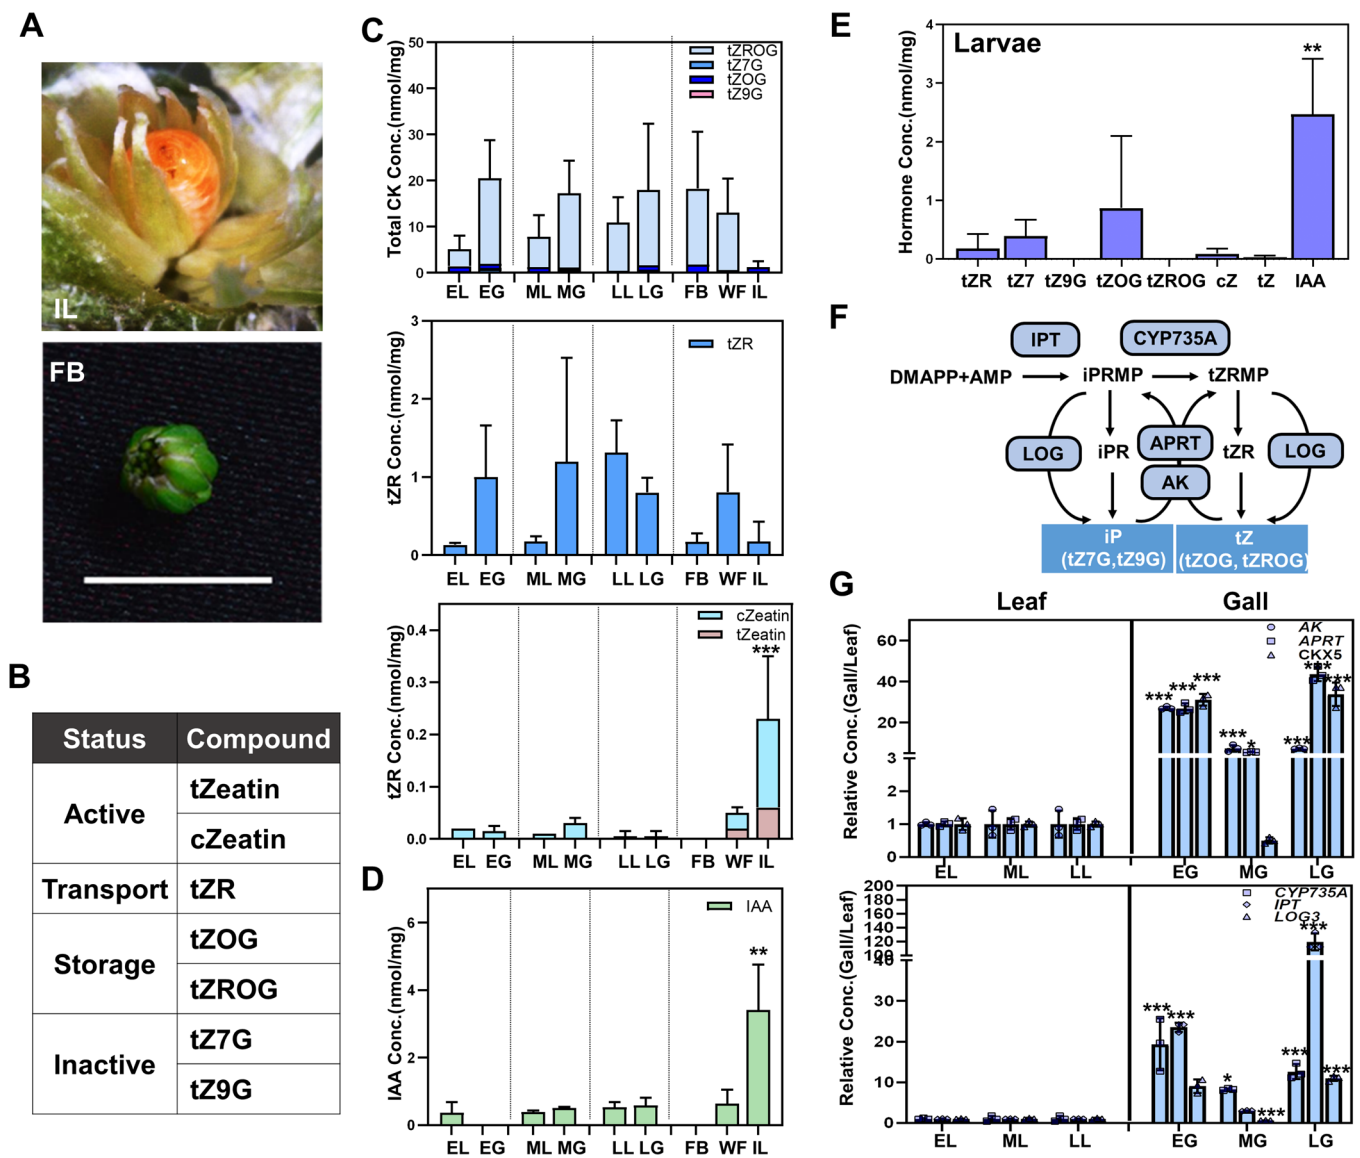 A
IL
FB
B
Status Compound
Active
tZeatin
cZeatin
Transport tZR
Storage
tZOG
tZROG
Inactive
tZ7G
tZ9G
C
Total CK Conc.(nmol/mg)
50
40
30
20
10
0
tZROG
tZ7G
tZOG
tZ9G
EL EG ML MG LL LG FB WF IL
tZR Conc.(nmol/mg)
3
2
1
0
tZR
EL EG ML MG LL LG FB WF IL
tZR Conc.(nmol/mg)
0.4
0.3
0.2
0.1
0.0
cZeatin
tZeatin
***
EL EG ML MG LL LG FB WF IL
D
IAA Conc.(nmol/mg)
6
4
2
0
IAA
**
EL EG ML MG LL LG FB WF IL
E
Larvae
Hormone Conc.(nmol/mg)
4
3
2
1
0
**
tZR tZ7 tZ9G tZOG tZROG cZ tZ IAA
F
IPT CYP735A
DMAPP+AMP iPRMP tZRMP
LOG iPR APRT tZR LOG
AK
iP
(tZ7G,tZ9G)
tZ
(tZOG, tZROG)
G
Leaf Gall
Relative Conc.(Gall/Leaf)
60
40
20
3
2
1
0
AK
APRT
CKX5
*** *** ***
*** *
*** *** ***
EL ML LL EG MG LG
Relative Conc.(Gall/Leaf)
200
180
160
140
120
100
40
30
20
10
0
CYP735A
IPT
LOG3
*** ***
* ***
*** *** ***
EL ML LL EG MG LG